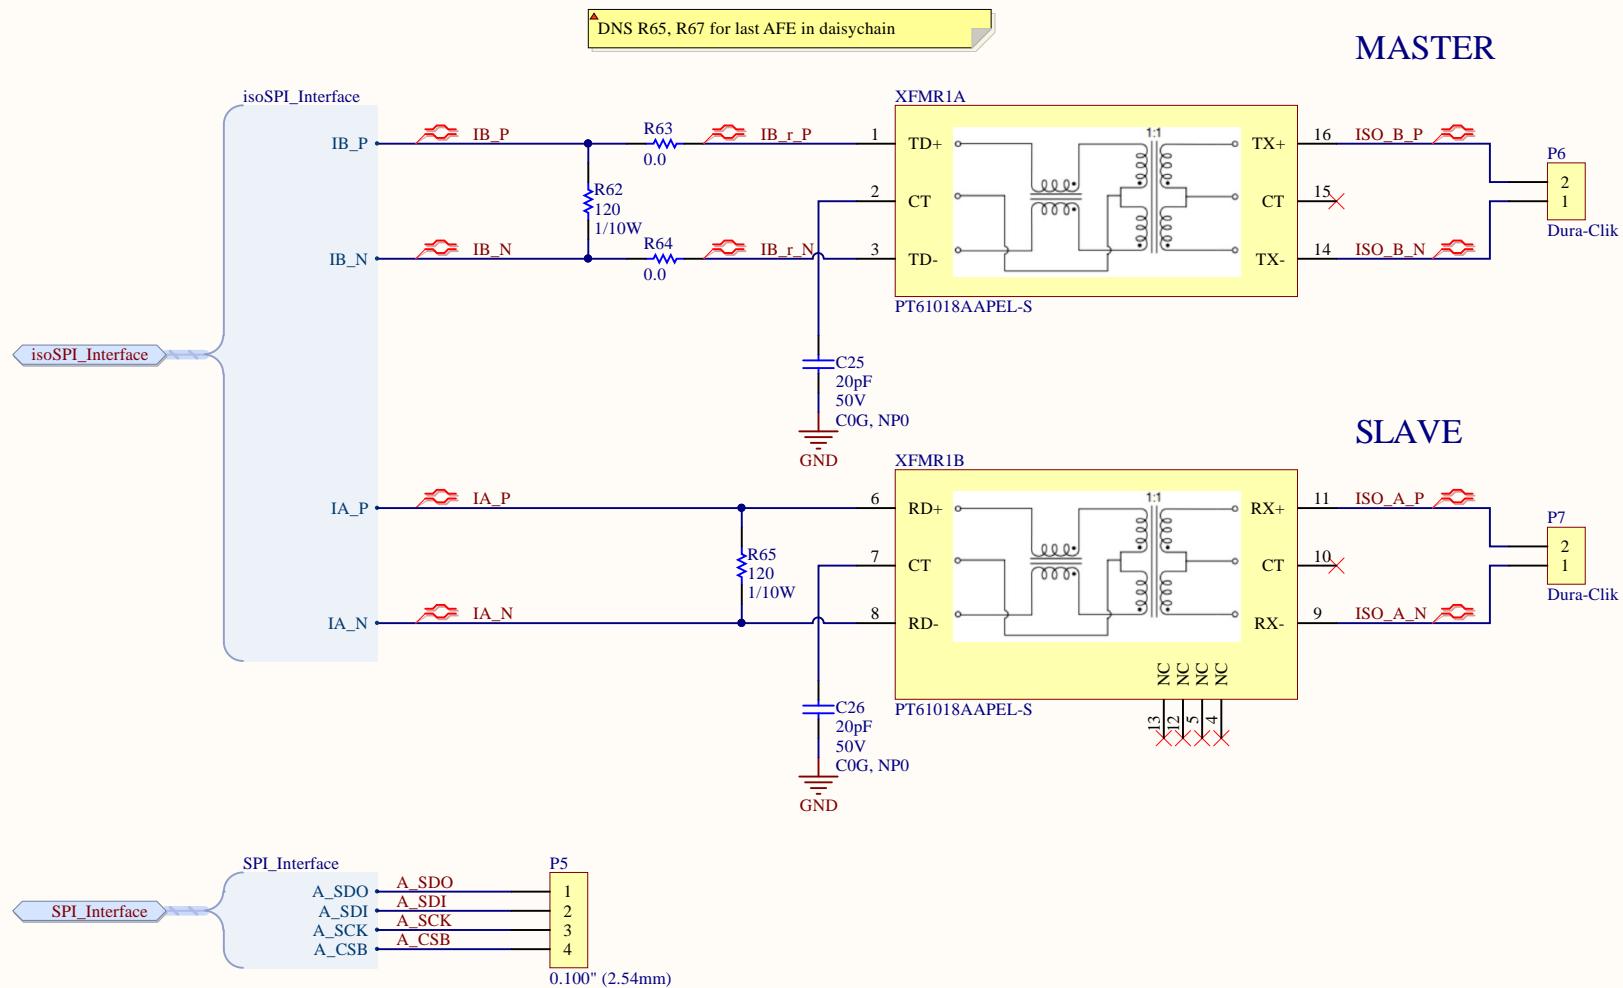 DNS R65, R67 for last AFE in daisychain
MASTER
isoSPI_Interface
XFMR1A
IB_P
IB_P
R63
0.0
IB_r_P
1
TD+
1:1
TX+
16
ISO_B_P
P6
R62
120
1/10W
2
CT
CT
15
2
1
Dura-Clik
IB_N
IB_N
R64
0.0
IB_r_N
3
TD-
TX-
14
ISO_B_N
PT61018AAPEL-S
isoSPI_Interface
C25
20pF
50V
C0G, NP0
GND
SLAVE
XFMR1B
IA_P
IA_P
6
RD+
1:1
RX+
11
ISO_A_P
P7
R65
120
1/10W
7
CT
CT
10
2
1
Dura-Clik
IA_N
IA_N
8
RD-
RX-
9
ISO_A_N
NC
NC
NC
NC
13
12
5
4
PT61018AAPEL-S
C26
20pF
50V
C0G, NP0
GND
SPI_Interface
P5
SPI_Interface
A_SDO
A_SDO
1
A_SDI
A_SDI
2
A_SCK
A_SCK
3
A_CSB
A_CSB
4
0.100" (2.54mm)